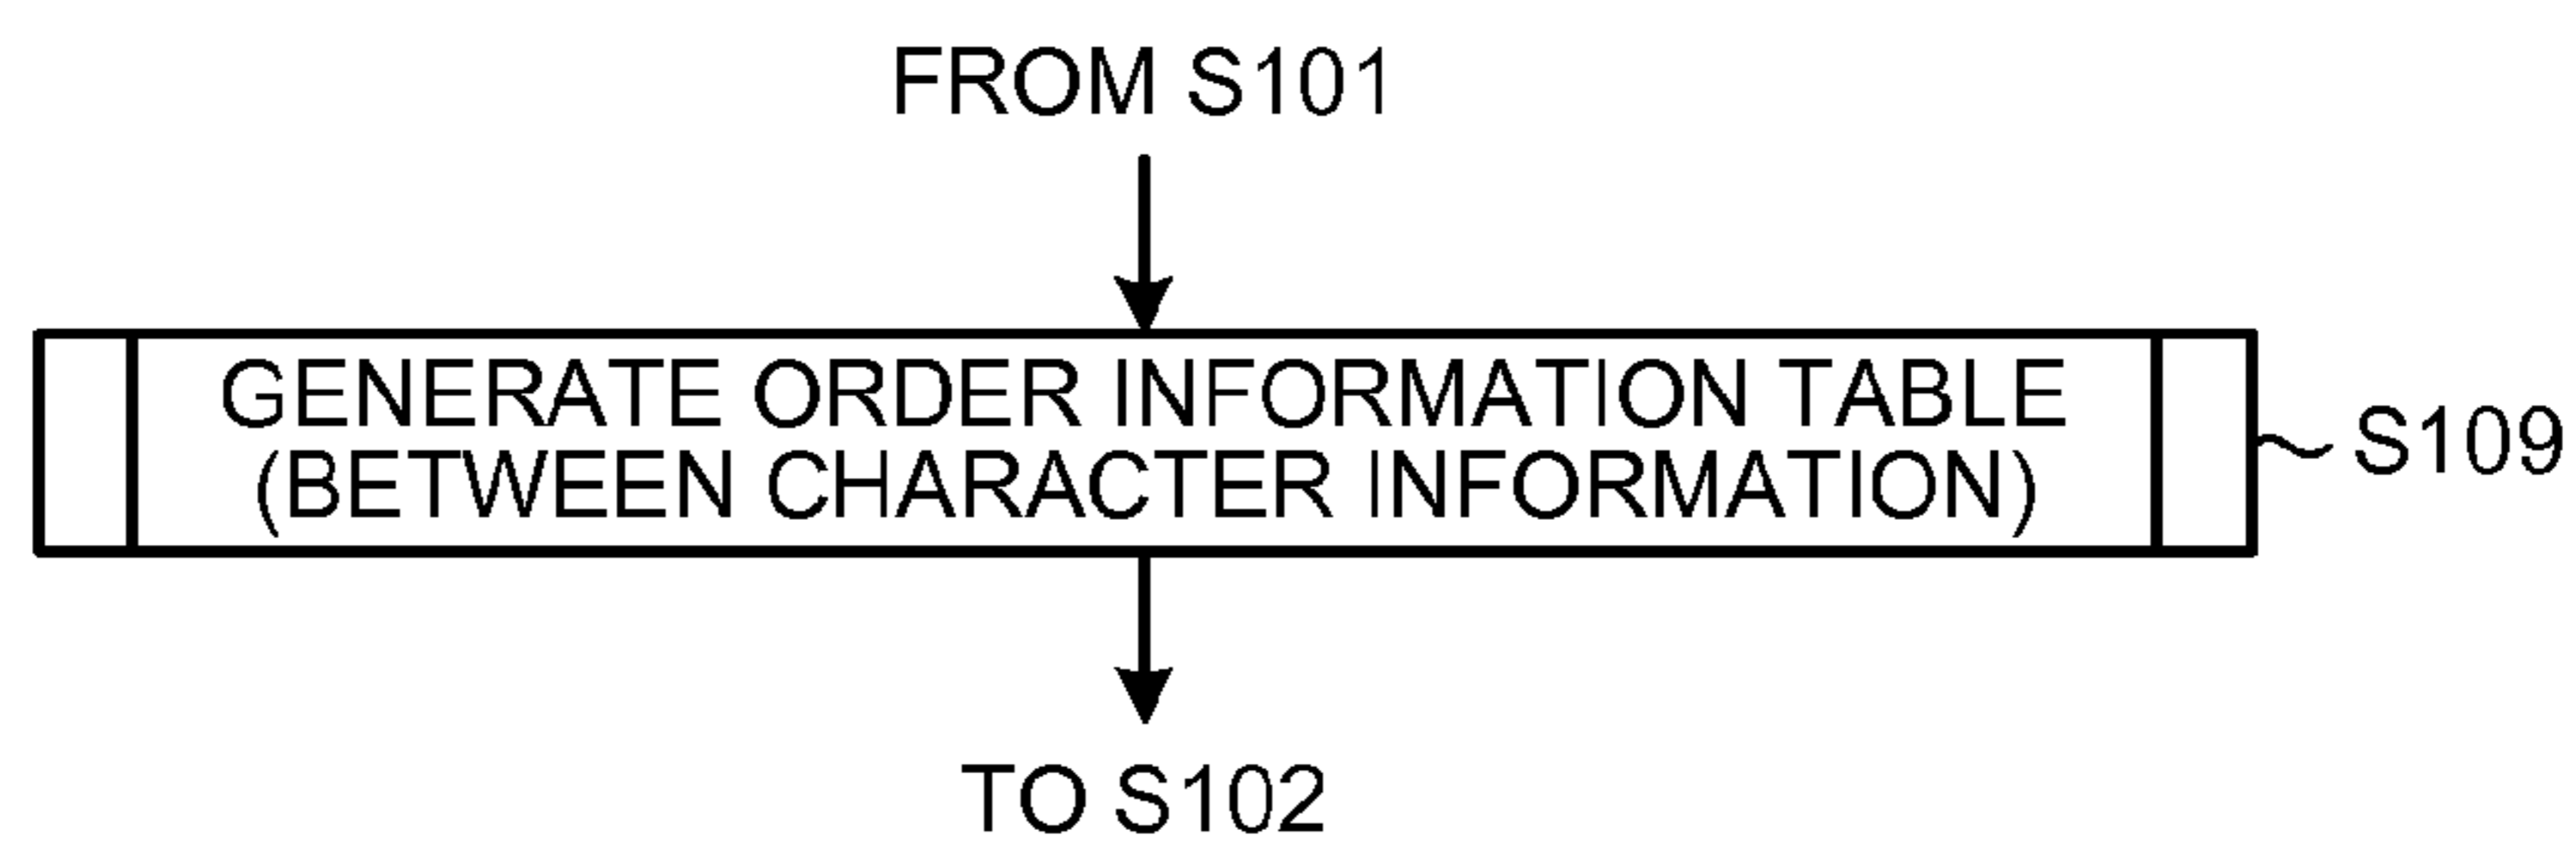 FROM S101
GENERATE ORDER INFORMATION TABLE
(BETWEEN CHARACTER INFORMATION)
S109
TO S102